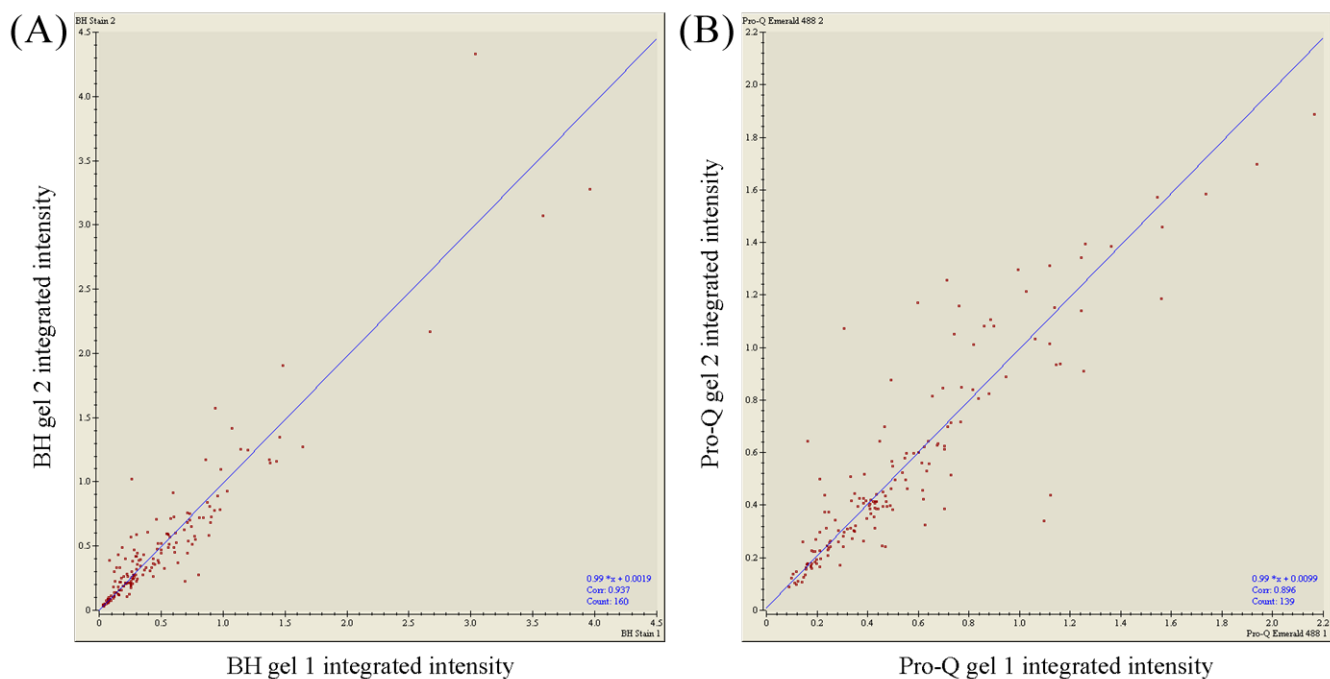 (A)
BH Stain 2
4.5
4.0
3.5
3.0
2.5
2.0
1.5
1.0
0.5
0
BH gel 2 integrated intensity
0.99 *x + 0.0019
Corr: 0.937
Count: 160
0 0.5 1.0 1.5 2.0 2.5 3.0 3.5 4.0 4.5
BH Stain 1
BH gel 1 integrated intensity
(B)
Pro-Q Emerald 488 2
2.2
2.0
1.8
1.6
1.4
1.2
1.0
0.8
0.6
0.4
0.2
0
Pro-Q gel 2 integrated intensity
0.99 *x + 0.0099
Corr: 0.896
Count: 139
0 0.2 0.4 0.6 0.8 1.0 1.2 1.4 1.6 1.8 2.0 2.2
Pro-Q Emerald 488 1
Pro-Q gel 1 integrated intensity